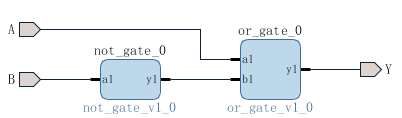 A
or_gate_0
not_gate_0
a1
y1
b1
Y
B
a1
y1
not_gate_v1_0
or_gate_v1_0